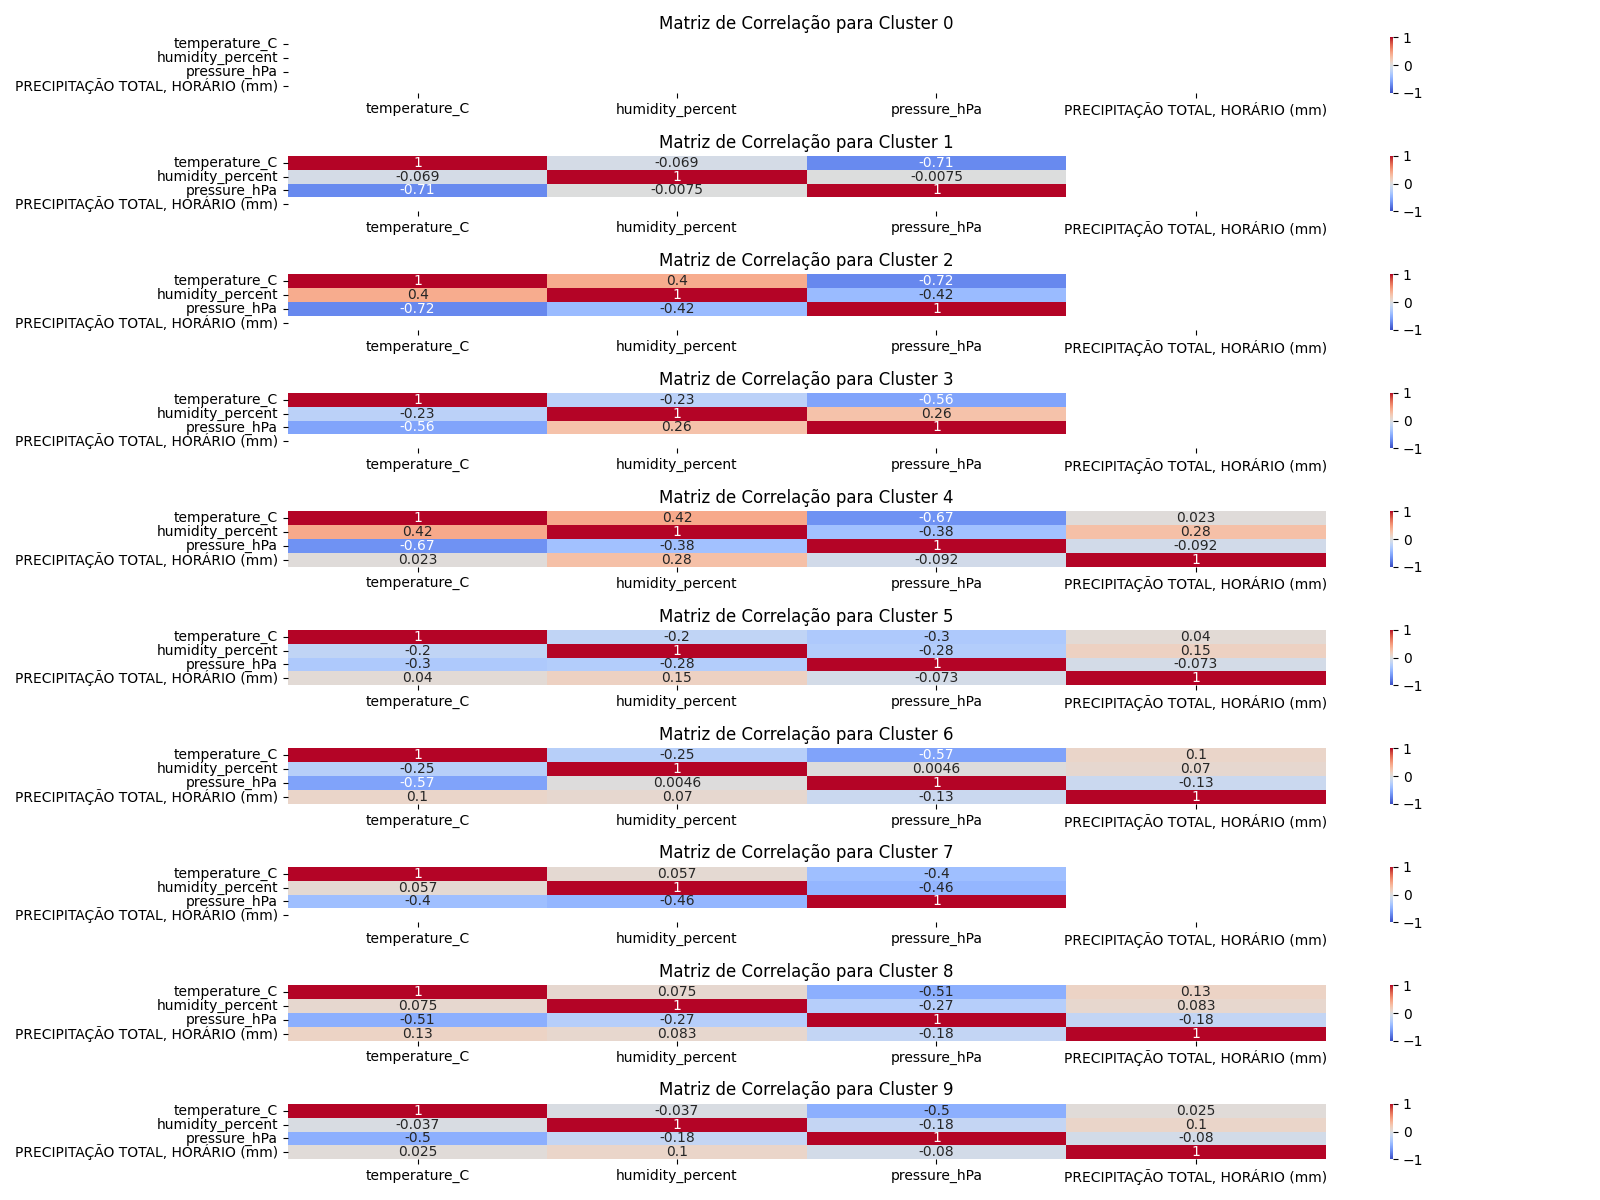 Matriz de Correlação para Cluster 0
temperature_C
humidity_percent
pressure_hPa
PRECIPITAÇÃO TOTAL, HORÁRIO (mm)
temperature_C humidity_percent pressure_hPa PRECIPITAÇÃO TOTAL, HORÁRIO (mm)
1
0
−1
Matriz de Correlação para Cluster 1
temperature_C 1 -0.069 -0.71
humidity_percent -0.069 1 -0.0075
pressure_hPa -0.71 -0.0075 1
PRECIPITAÇÃO TOTAL, HORÁRIO (mm)
temperature_C humidity_percent pressure_hPa PRECIPITAÇÃO TOTAL, HORÁRIO (mm)
1
0
−1
Matriz de Correlação para Cluster 2
temperature_C 1 0.4 -0.72
humidity_percent 0.4 1 -0.42
pressure_hPa -0.72 -0.42 1
PRECIPITAÇÃO TOTAL, HORÁRIO (mm)
temperature_C humidity_percent pressure_hPa PRECIPITAÇÃO TOTAL, HORÁRIO (mm)
1
0
−1
Matriz de Correlação para Cluster 3
temperature_C 1 -0.23 -0.56
humidity_percent -0.23 1 0.26
pressure_hPa -0.56 0.26 1
PRECIPITAÇÃO TOTAL, HORÁRIO (mm)
temperature_C humidity_percent pressure_hPa PRECIPITAÇÃO TOTAL, HORÁRIO (mm)
1
0
−1
Matriz de Correlação para Cluster 4
temperature_C 1 0.42 -0.67 0.023
humidity_percent 0.42 1 -0.38 0.28
pressure_hPa -0.67 -0.38 1 -0.092
PRECIPITAÇÃO TOTAL, HORÁRIO (mm) 0.023 0.28 -0.092 1
temperature_C humidity_percent pressure_hPa PRECIPITAÇÃO TOTAL, HORÁRIO (mm)
1
0
−1
Matriz de Correlação para Cluster 5
temperature_C 1 -0.2 -0.3 0.04
humidity_percent -0.2 1 -0.28 0.15
pressure_hPa -0.3 -0.28 1 -0.073
PRECIPITAÇÃO TOTAL, HORÁRIO (mm) 0.04 0.15 -0.073 1
temperature_C humidity_percent pressure_hPa PRECIPITAÇÃO TOTAL, HORÁRIO (mm)
1
0
−1
Matriz de Correlação para Cluster 6
temperature_C 1 -0.25 -0.57 0.1
humidity_percent -0.25 1 0.0046 0.07
pressure_hPa -0.57 0.0046 1 -0.13
PRECIPITAÇÃO TOTAL, HORÁRIO (mm) 0.1 0.07 -0.13 1
temperature_C humidity_percent pressure_hPa PRECIPITAÇÃO TOTAL, HORÁRIO (mm)
1
0
−1
Matriz de Correlação para Cluster 7
temperature_C 1 0.057 -0.4
humidity_percent 0.057 1 -0.46
pressure_hPa -0.4 -0.46 1
PRECIPITAÇÃO TOTAL, HORÁRIO (mm)
temperature_C humidity_percent pressure_hPa PRECIPITAÇÃO TOTAL, HORÁRIO (mm)
1
0
−1
Matriz de Correlação para Cluster 8
temperature_C 1 0.075 -0.51 0.13
humidity_percent 0.075 1 -0.27 0.083
pressure_hPa -0.51 -0.27 1 -0.18
PRECIPITAÇÃO TOTAL, HORÁRIO (mm) 0.13 0.083 -0.18 1
temperature_C humidity_percent pressure_hPa PRECIPITAÇÃO TOTAL, HORÁRIO (mm)
1
0
−1
Matriz de Correlação para Cluster 9
temperature_C 1 -0.037 -0.5 0.025
humidity_percent -0.037 1 -0.18 0.1
pressure_hPa -0.5 -0.18 1 -0.08
PRECIPITAÇÃO TOTAL, HORÁRIO (mm) 0.025 0.1 -0.08 1
temperature_C humidity_percent pressure_hPa PRECIPITAÇÃO TOTAL, HORÁRIO (mm)
1
0
−1